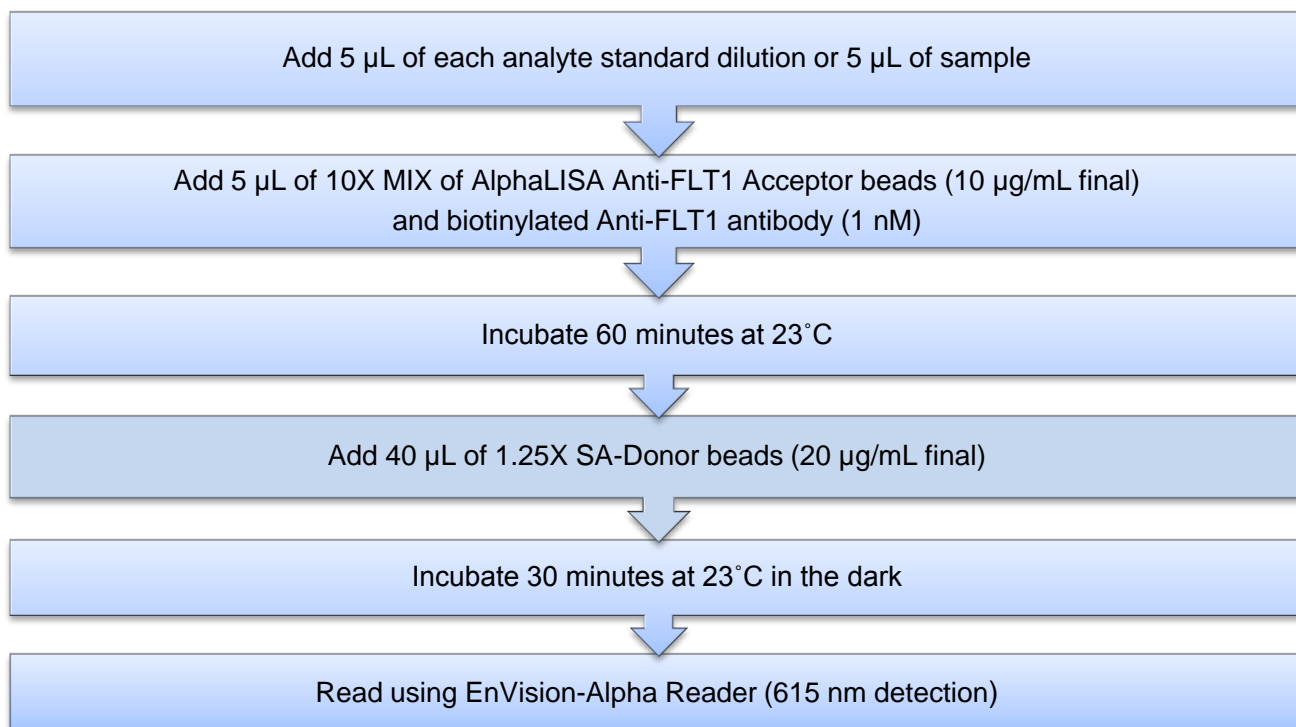 Add 5 µL of each analyte standard dilution or 5 µL of sample
Add 5 µL of 10X MIX of AlphaLISA Anti-FLT1 Acceptor beads (10 µg/mL final)
and biotinylated Anti-FLT1 antibody (1 nM)
Incubate 60 minutes at 23˚C
Add 40 µL of 1.25X SA-Donor beads (20 µg/mL final)
Incubate 30 minutes at 23˚C in the dark
Read using EnVision-Alpha Reader (615 nm detection)